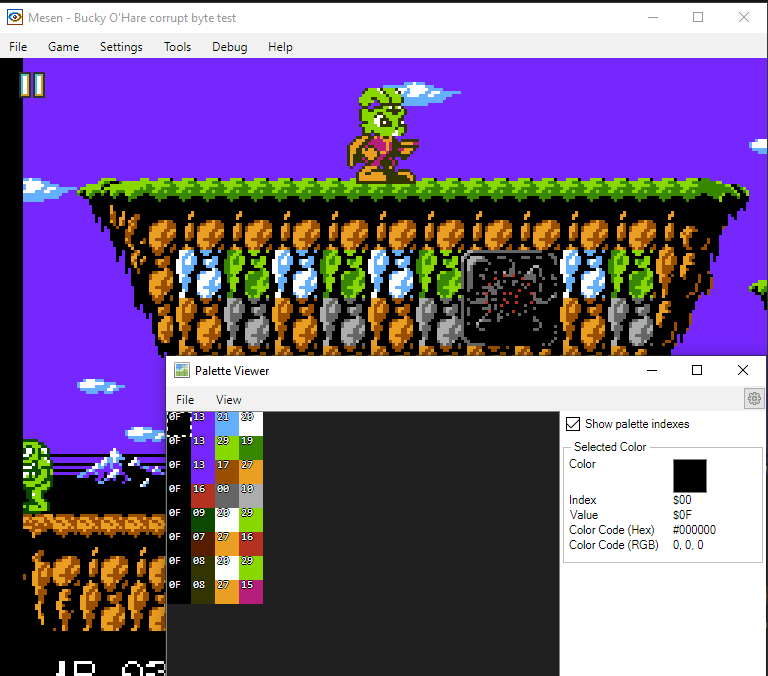 Mesen - Bucky O'Hare corrupt byte test
File Game Settings Tools Debug Help
Palette Viewer
File View
0F 13 21 20
0F 13 29 19
0F 13 17 27
0F 16 00 10
0F 09 20 29
0F 07 27 16
0F 08 20 29
0F 08 27 15
Show palette indexes
Selected Color
Color
Index $00
Value $0F
Color Code (Hex) #000000
Color Code (RGB) 0, 0, 0